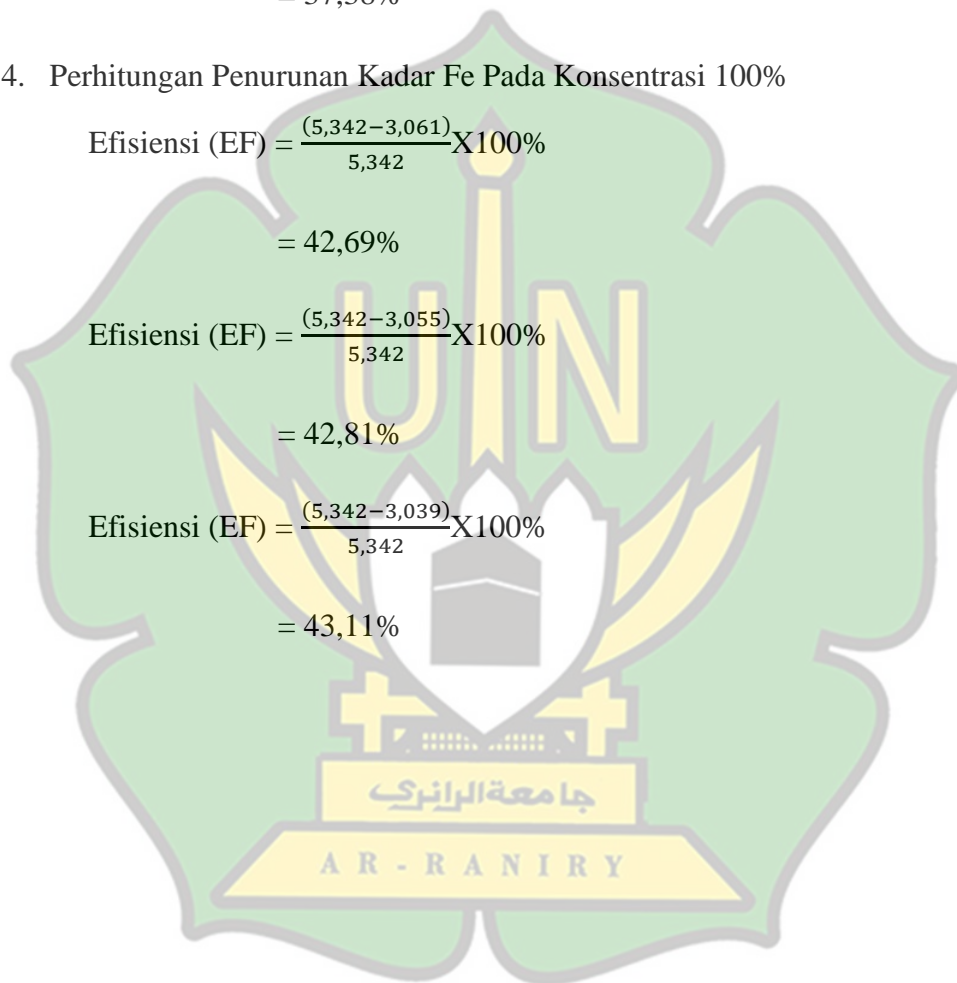 4. Perhitungan Penurunan Kadar Fe Pada Konsentrasi 100%
Efisiensi (EF) = (5,342−3,061)/5,342 X100%
= 42,69%
Efisiensi (EF) = (5,342−3,055)/5,342 X100%
= 42,81%
Efisiensi (EF) = (5,342−3,039)/5,342 X100%
= 43,11%
UIN
جامعة الرانري
AR-RANIRY